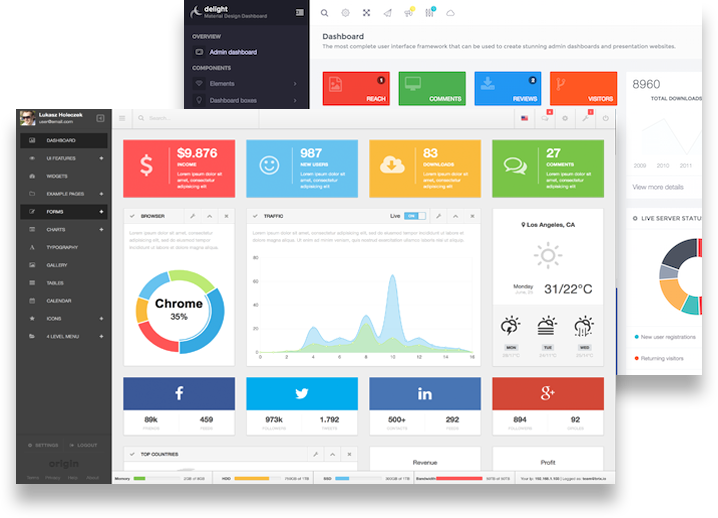 delight
Material Design Dashboard
OVERVIEW
Admin dashboard
COMPONENTS
Elements
Dashboard boxes
Dashboard
The most complete user interface framework that can be used to create stunning admin dashboards and presentation websites.
1
REACH
COMMENTS
REVIEWS
VISITORS
8960
TOTAL DOWNLOADS
2009 2010 2011
View more details
LIVE SERVER STATUS
New user registrations
Returning visitors
Lukasz Holeczek
user@email.com
Search...
DASHBOARD
UI FEATURES
WIDGETS
EXAMPLE PAGES
FORMS
CHARTS
TYPOGRAPHY
GALLERY
TABLES
CALENDAR
ICONS
4 LEVEL MENU
SETTINGS
LOGOUT
origin
$9.876
INCOME
Lorem ipsum dolor sit amet, consectetur adipisicing elit
987
NEW USERS
Lorem ipsum dolor sit amet, consectetur adipisicing elit
83
DOWNLOADS
Lorem ipsum dolor sit amet, consectetur adipisicing elit
27
COMMENTS
Lorem ipsum dolor sit amet, consectetur adipisicing elit
BROWSER
Chrome
35%
TRAFFIC
Live
ON
80
60
40
20
0
0 2 4 6 8 10 12 14 16
Los Angeles, CA
Monday
31/22°C
MON
TUE
WED
89k
459
973k
1.792
500+
292
894
92
TOP COUNTRIES
Revenue
Profit
Memory
HDD
SSD
Bandwidth